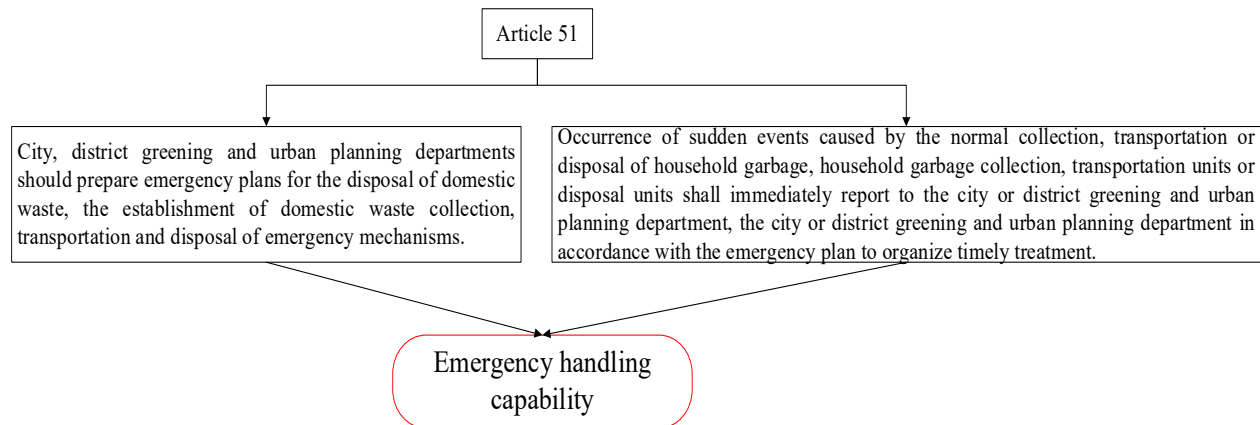 Article 51
City, district greening and urban planning departments
should prepare emergency plans for the disposal of domestic
waste, the establishment of domestic waste collection,
transportation and disposal of emergency mechanisms.
Occurrence of sudden events caused by the normal collection, transportation or
disposal of household garbage, household garbage collection, transportation units or
disposal units shall immediately report to the city or district greening and urban
planning department, the city or district greening and urban planning department in
accordance with the emergency plan to organize timely treatment.
Emergency handling
capability